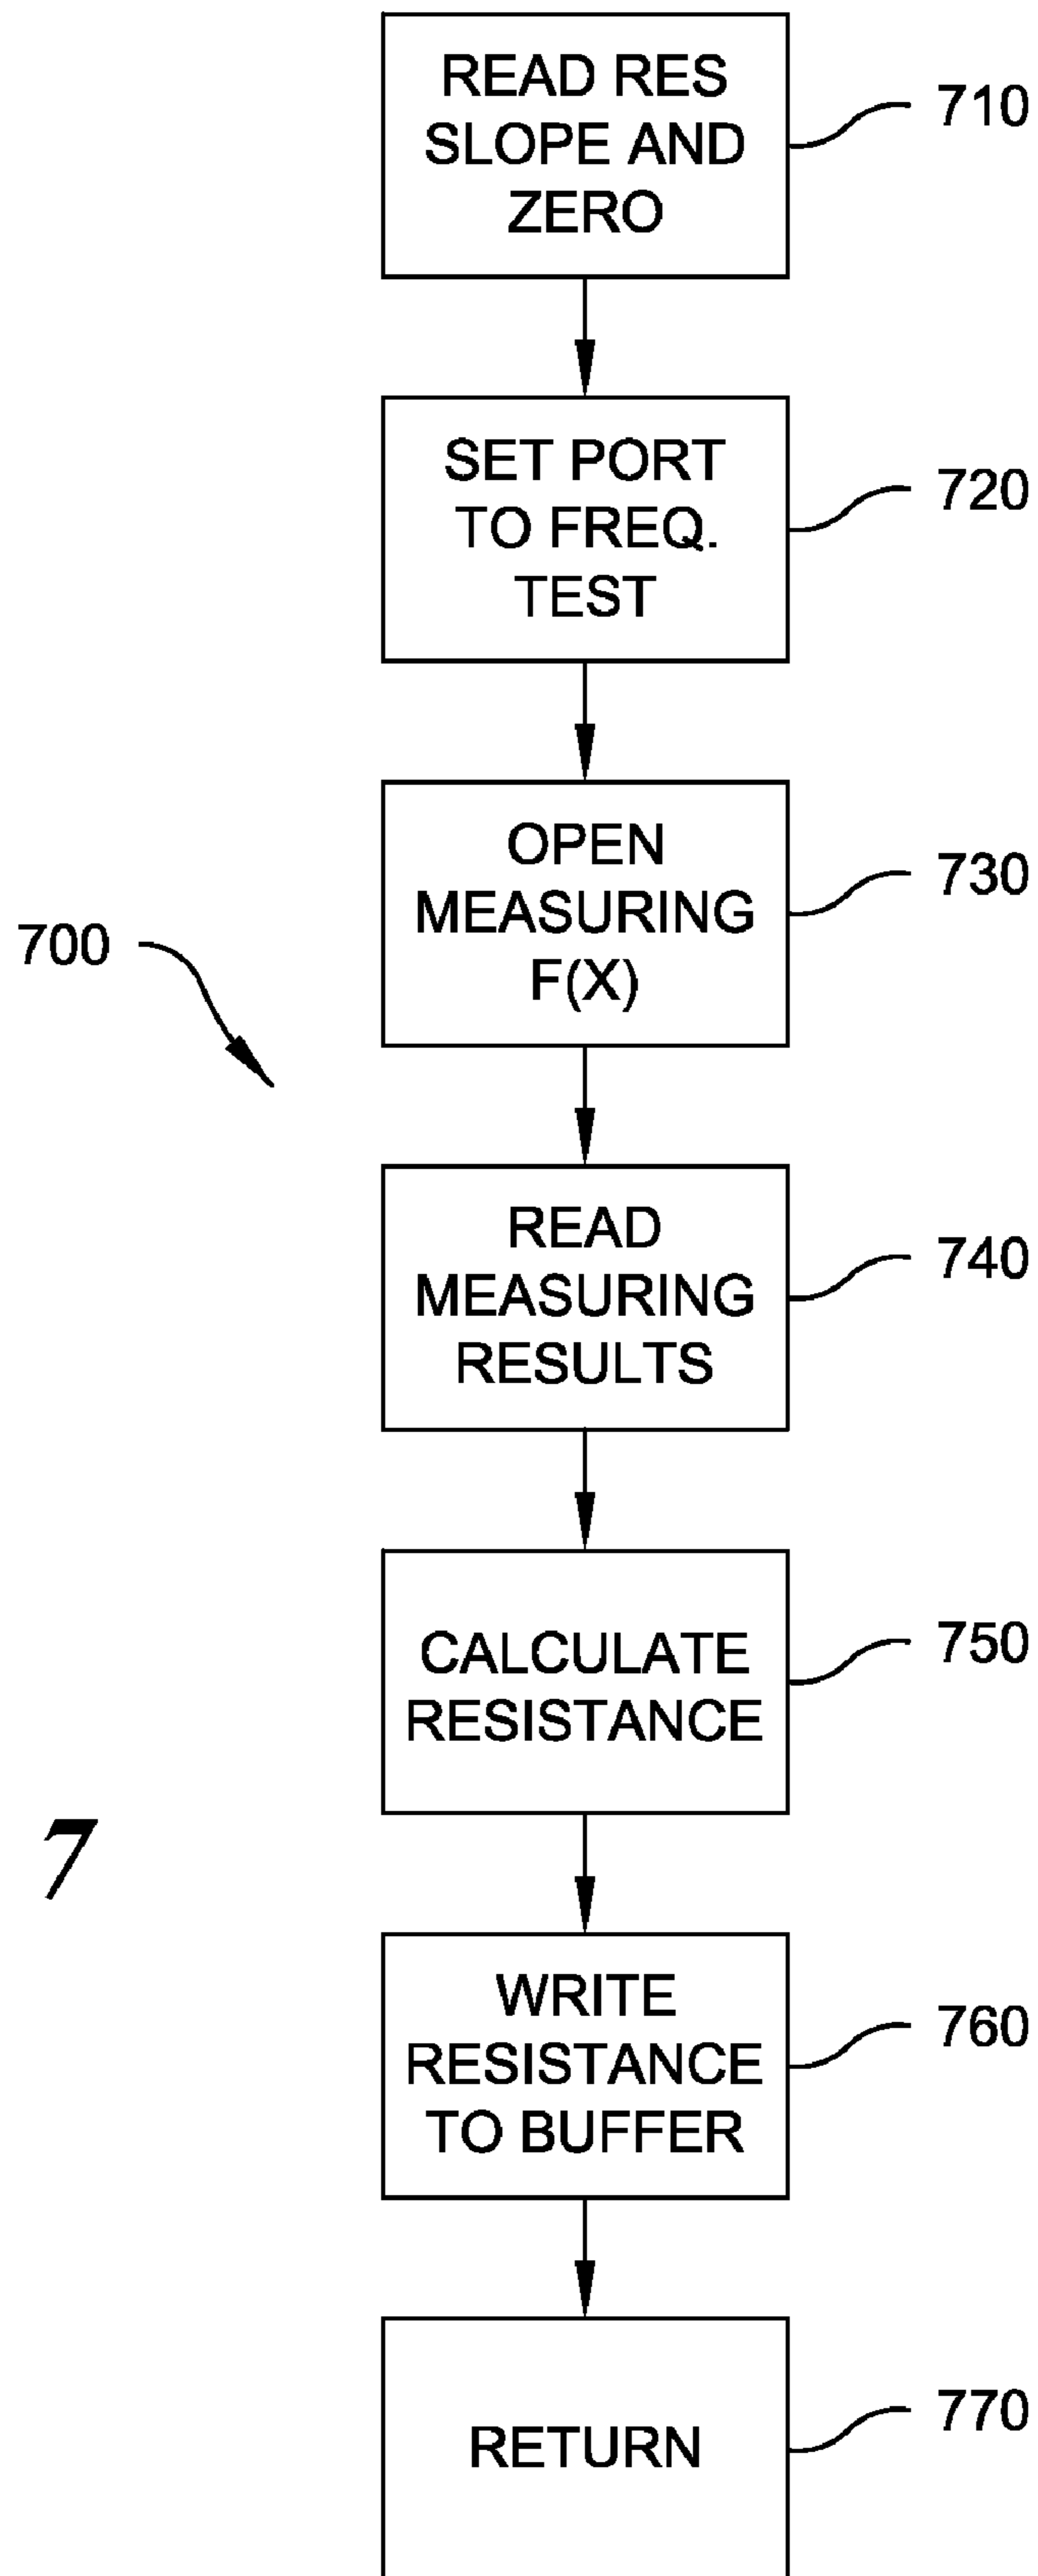 READ RES
SLOPE AND
ZERO
710
SET PORT
TO FREQ.
TEST
720
OPEN
MEASURING
F(X)
730
700
READ
MEASURING
RESULTS
740
CALCULATE
RESISTANCE
750
7
WRITE
RESISTANCE
TO BUFFER
760
RETURN
770